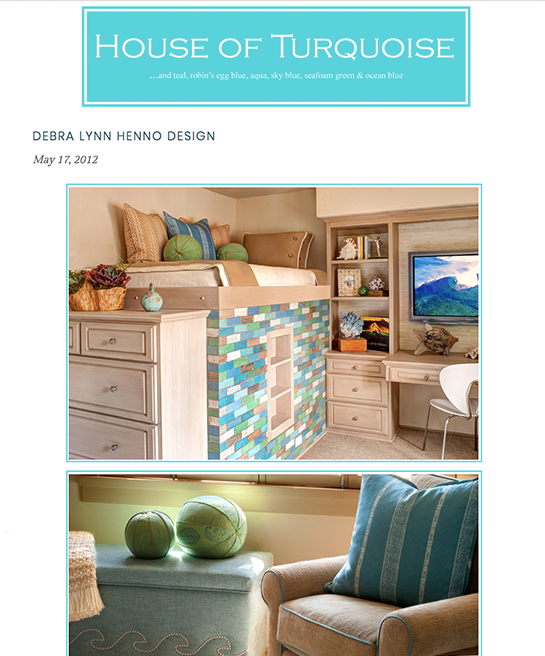 HOUSE OF TURQUOISE
...and teal, robin's egg blue, aqua, sky blue, seafoam green & ocean blue
DEBRA LYNN HENNO DESIGN
May 17, 2012